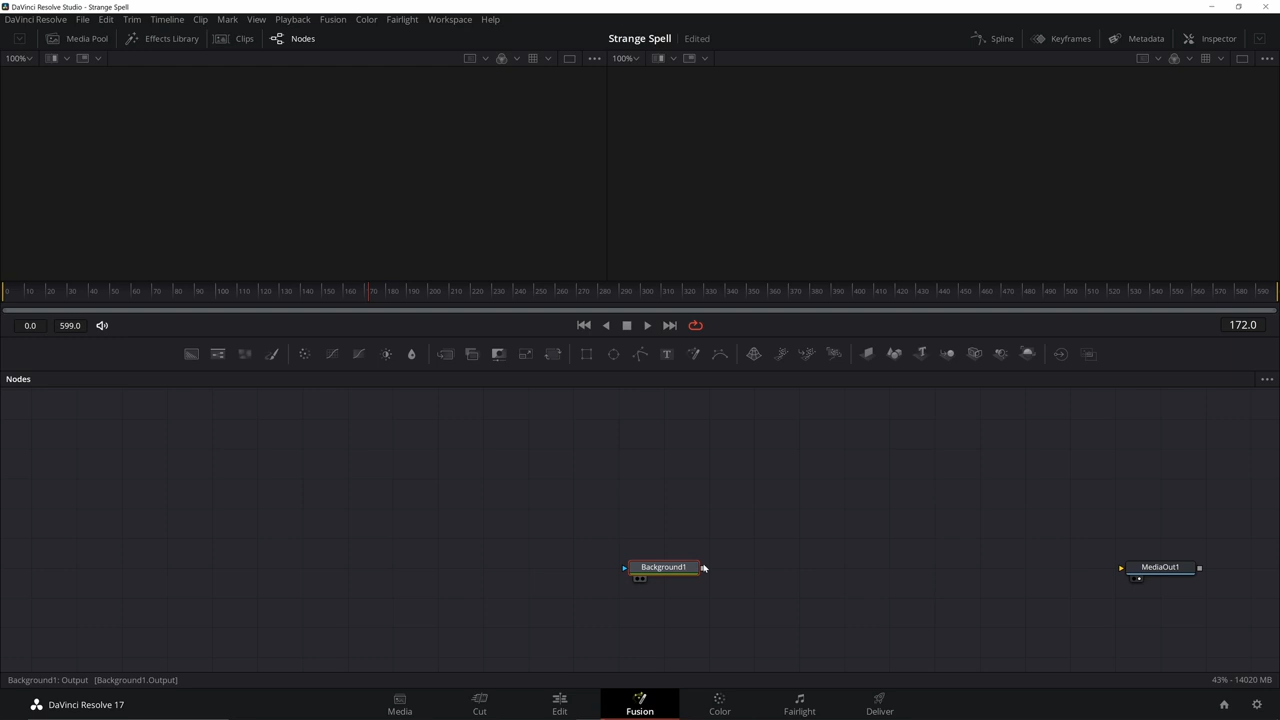 DaVinci Resolve Studio - Strange Spell
DaVinci Resolve File Edit Trim Timeline Clip Mark View Playback Fusion Color Fairlight Workspace Help
Media Pool Effects Library Clips Nodes Strange Spell Edited Spline Keyframes Metadata Inspector
100% 100%
0 10 20 30 40 50 60 70 80 90 100 110 120 130 140 150 160 70 180 190 200 210 220 230 240 250 260 270 280 290 300 310 320 330 340 350 360 370 380 390 400 410 420 430 440 450 460 470 480 490 500 510 520 530 540 550 560 570 580 590
0.0 599.0 172.0
Nodes
Background1 MediaOut1
Background1: Output [Background1.Output] 43% - 14020 MB
DaVinci Resolve 17 Media Cut Edit Fusion Color Fairlight Deliver